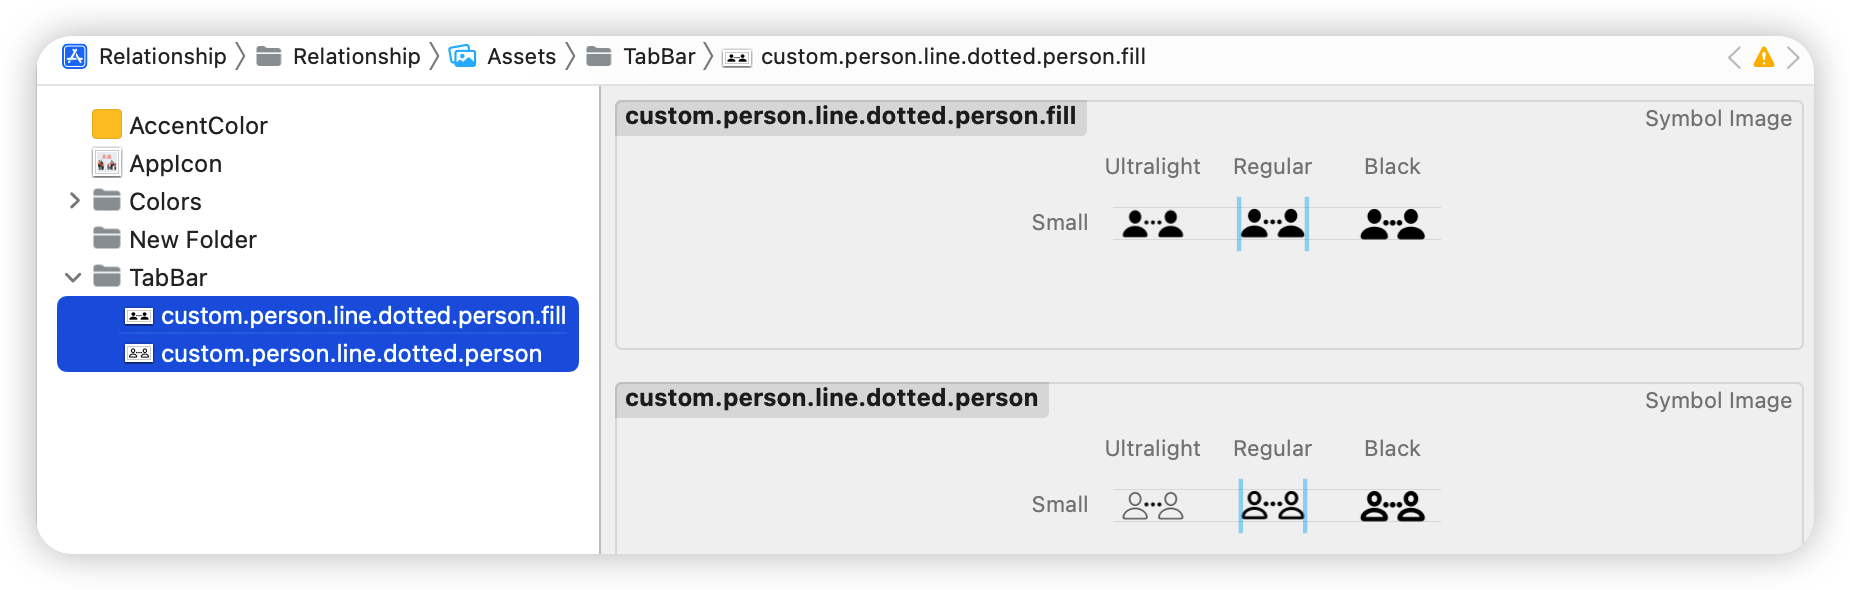 Relationship Relationship Assets TabBar custom.person.line.dotted.person.fill
AccentColor
AppIcon
Colors
New Folder
TabBar
custom.person.line.dotted.person.fill
custom.person.line.dotted.person
custom.person.line.dotted.person.fill Symbol Image
Ultralight Regular Black
Small
custom.person.line.dotted.person Symbol Image
Ultralight Regular Black
Small